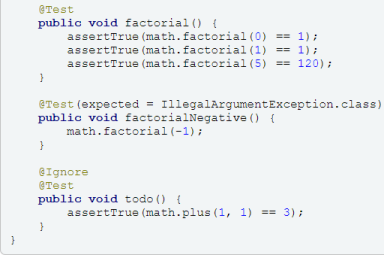 @Test
public void factorial() {
assertTrue(math.factorial(0) == 1);
assertTrue(math.factorial(1) == 1);
assertTrue(math.factorial(5) == 120);
}
@Test(expected = IllegalArgumentException.class)
public void factorialNegative() {
math.factorial(-1);
}
@Ignore
@Test
public void todo() {
assertTrue(math.plus(1, 1) == 3);
}
}